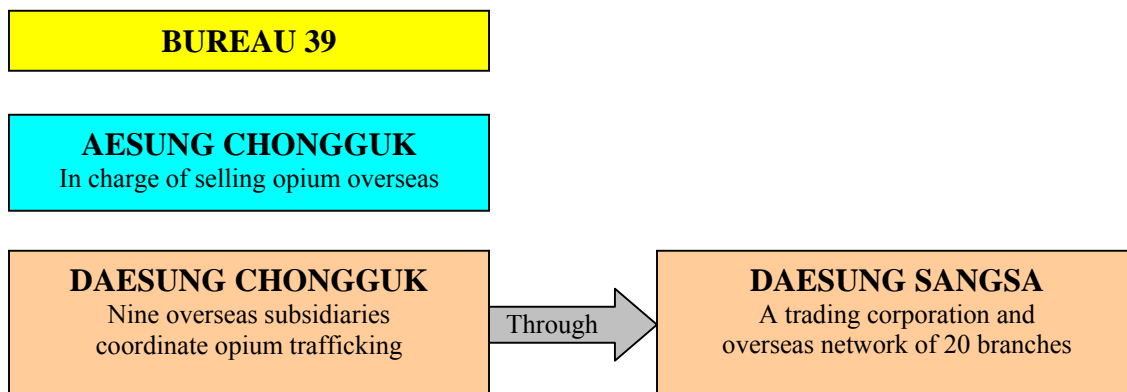 BUREAU 39
AESUNG CHONGGUK
In charge of selling opium overseas
DAESUNG CHONGGUK
Nine overseas subsidiaries
coordinate opium trafficking
Through
DAESUNG SANGSA
A trading corporation and
overseas network of 20 branches